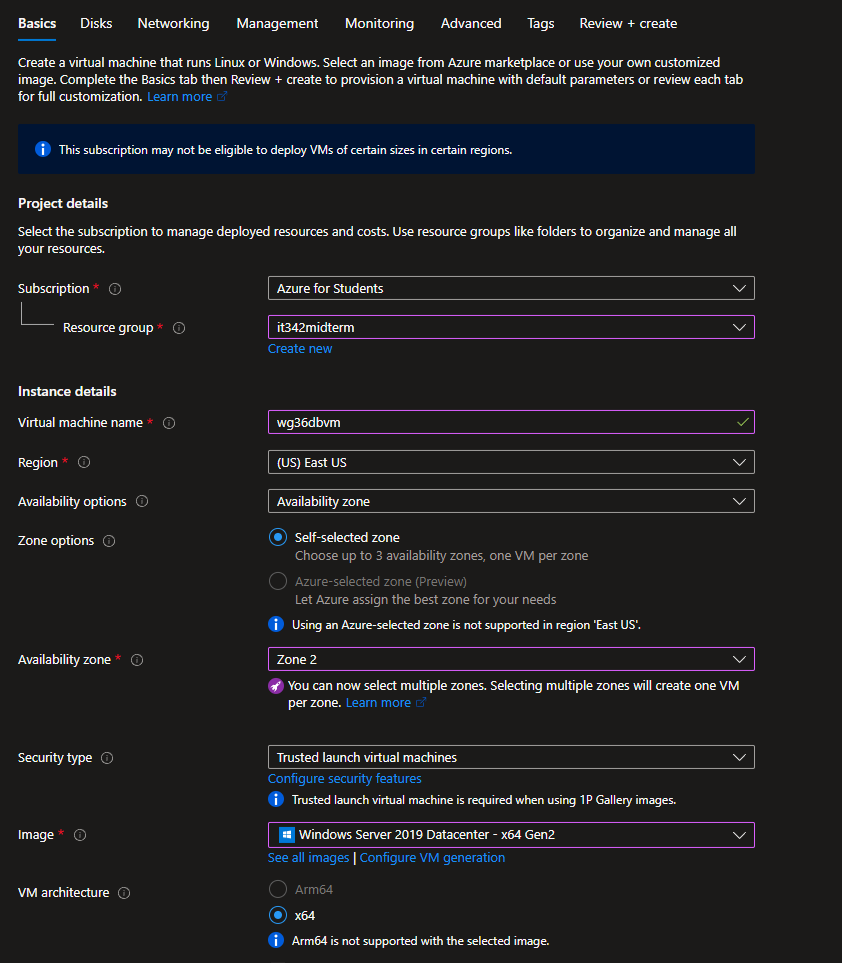 Basics Disks Networking Management Monitoring Advanced Tags Review + create
Create a virtual machine that runs Linux or Windows. Select an image from Azure marketplace or use your own customized
image. Complete the Basics tab then Review + create to provision a virtual machine with default parameters or review each tab
for full customization. Learn more
This subscription may not be eligible to deploy VMs of certain sizes in certain regions.
Project details
Select the subscription to manage deployed resources and costs. Use resource groups like folders to organize and manage all
your resources.
Subscription * Azure for Students
Resource group * it342midterm
Create new
Instance details
Virtual machine name * wg36dbvm
Region * (US) East US
Availability options Availability zone
Zone options Self-selected zone
Choose up to 3 availability zones, one VM per zone
Azure-selected zone (Preview)
Let Azure assign the best zone for your needs
Using an Azure-selected zone is not supported in region 'East US'.
Availability zone * Zone 2
You can now select multiple zones. Selecting multiple zones will create one VM
per zone. Learn more
Security type Trusted launch virtual machines
Configure security features
Trusted launch virtual machine is required when using 1P Gallery images.
Image * Windows Server 2019 Datacenter - x64 Gen2
See all images | Configure VM generation
VM architecture Arm64
x64
Arm64 is not supported with the selected image.